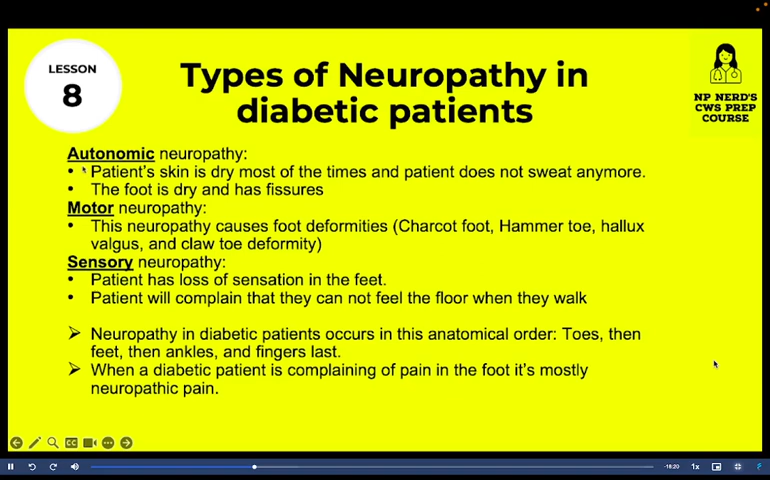 LESSON
8
Types of Neuropathy in
diabetic patients
NP NERD'S
CWS PREP
COURSE
Autonomic neuropathy:
• Patient's skin is dry most of the times and patient does not sweat anymore.
• The foot is dry and has fissures
Motor neuropathy:
• This neuropathy causes foot deformities (Charcot foot, Hammer toe, hallux
valgus, and claw toe deformity)
Sensory neuropathy:
• Patient has loss of sensation in the feet.
• Patient will complain that they can not feel the floor when they walk
➢ Neuropathy in diabetic patients occurs in this anatomical order: Toes, then
feet, then ankles, and fingers last.
➢ When a diabetic patient is complaining of pain in the foot it's mostly
neuropathic pain.
CC
-18:20 1x